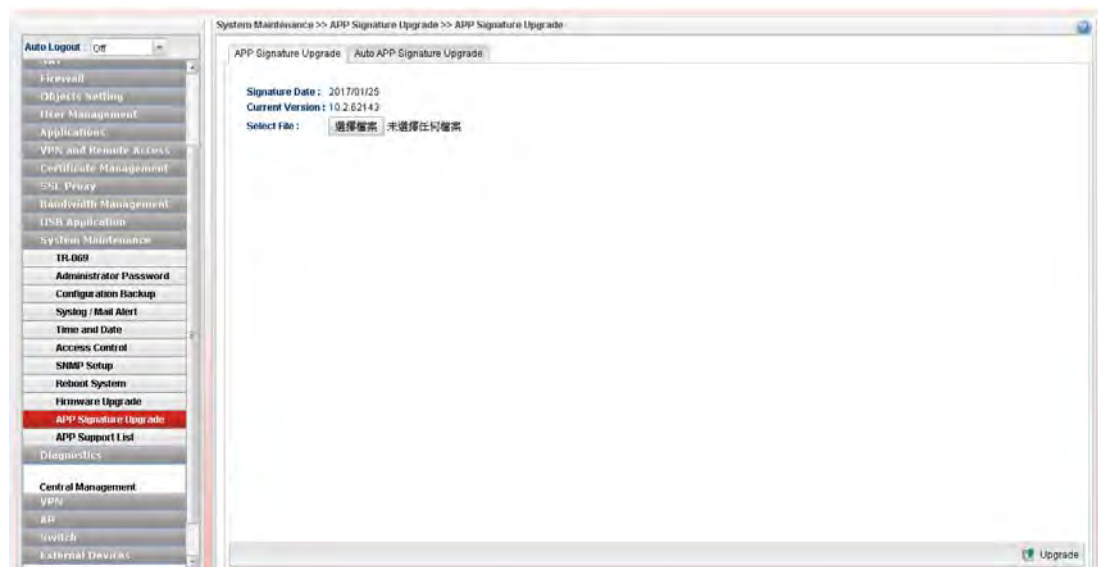 System Maintenance >> APP Signature Upgrade >> APP Signature Upgrade
Auto Logout : Off
NAT
Firewall
Objects Setting
User Management
Applications
VPN and Remote Access
Certificate Management
SSL Proxy
Bandwidth Management
USB Application
System Maintenance
TR-069
Administrator Password
Configuration Backup
Syslog / Mail Alert
Time and Date
Access Control
SNMP Setup
Reboot System
Firmware Upgrade
APP Signature Upgrade
APP Support List
Diagnostics
Central Management
VPN
AP
Switch
External Devices
APP Signature Upgrade Auto APP Signature Upgrade
Signature Date : 2017/01/25
Current Version : 10.2.62143
Select File : 選擇檔案 未選擇任何檔案
Upgrade